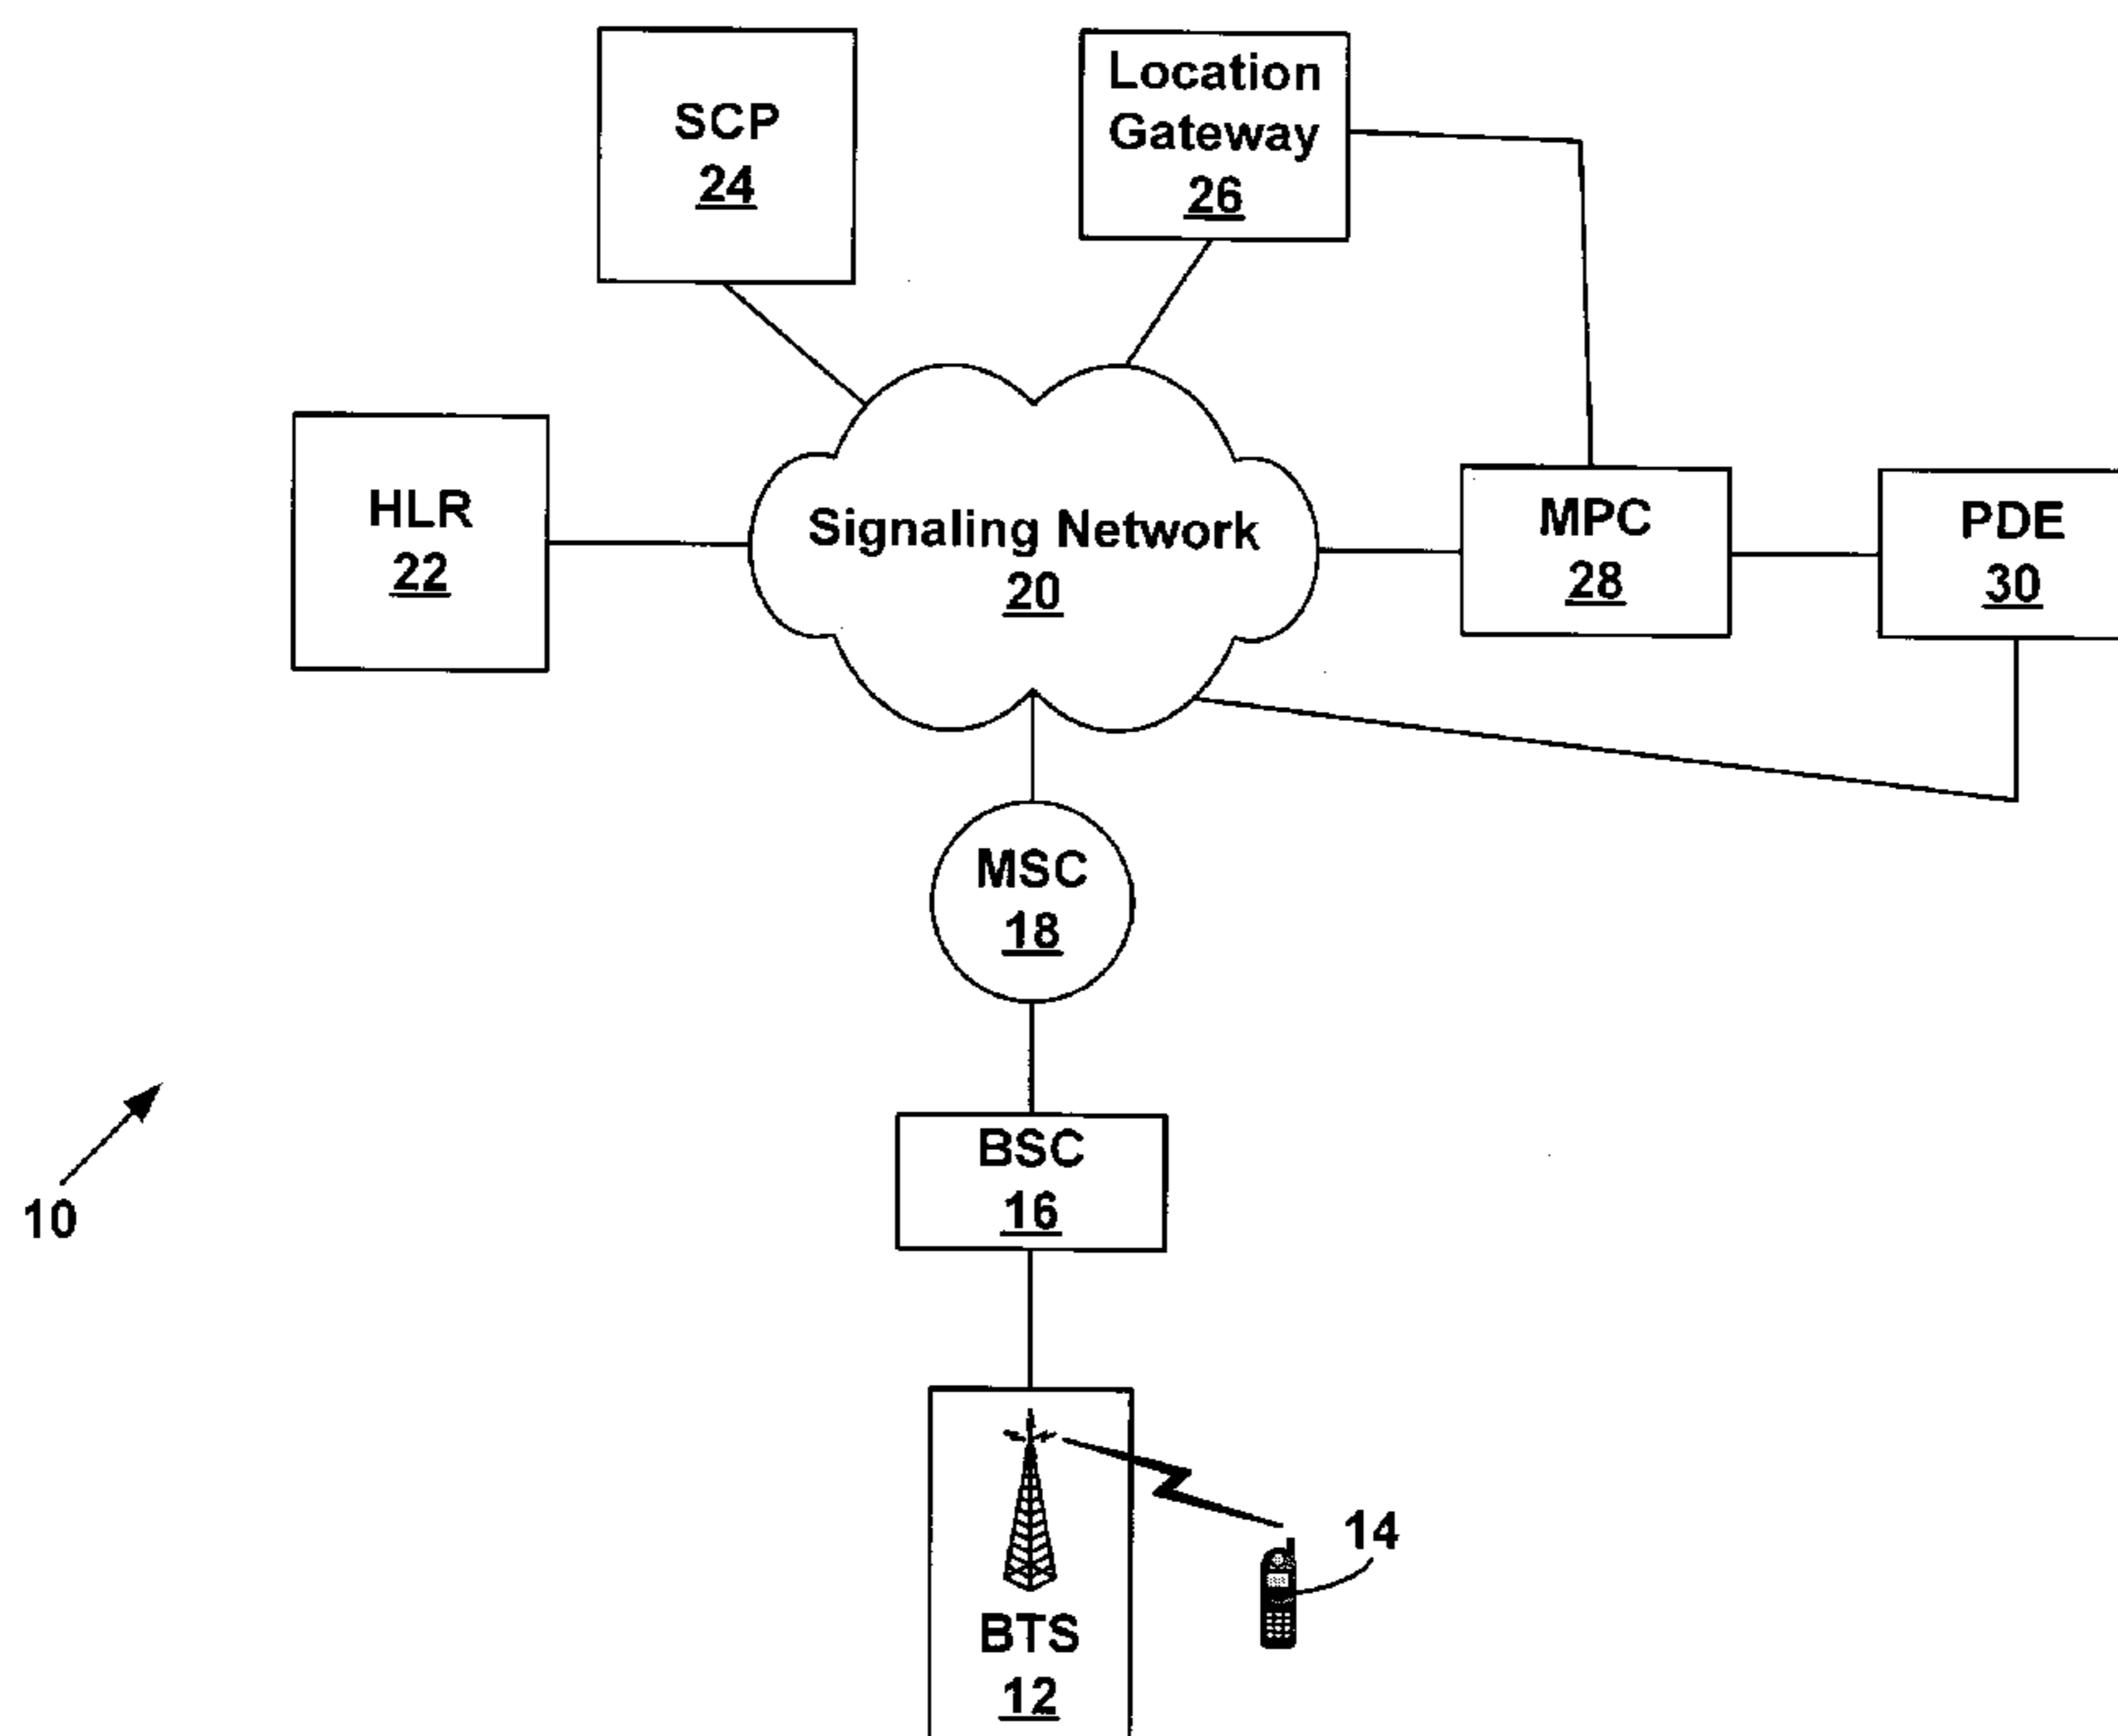 SCP
24
Location
Gateway
26
HLR
22
Signaling Network
20
MPC
28
PDE
30
MSC
18
10
BSC
16
14
BTS
12